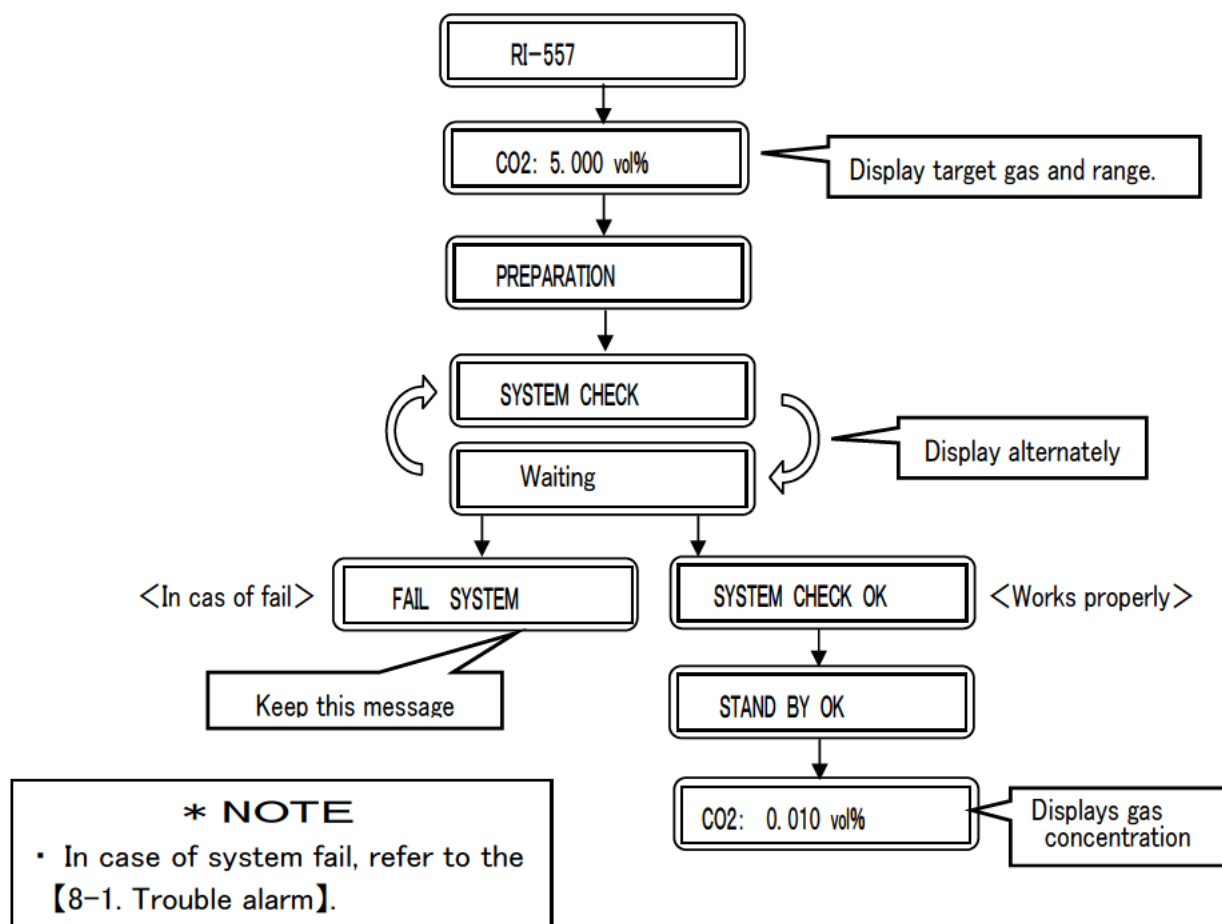 RI-557
CO2: 5. 000 vol%
Display target gas and range.
PREPARATION
SYSTEM CHECK
Display alternately
Waiting
<In cas of fail>
FAIL SYSTEM
SYSTEM CHECK OK
<Works properly>
Keep this message
STAND BY OK
CO2: 0. 010 vol%
Displays gas
concentration
* NOTE
・ In case of system fail, refer to the
【8-1. Trouble alarm】.